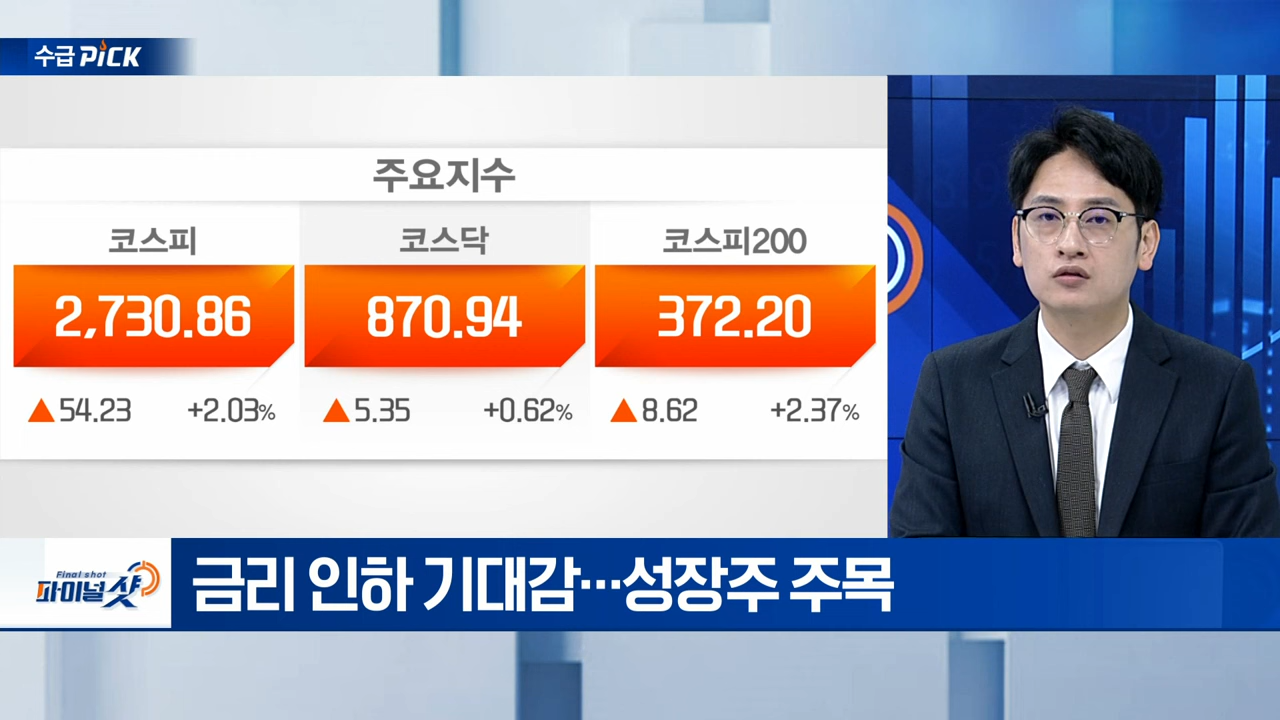 수급 PiCK
주요지수
코스피 코스닥 코스피200
2,730.86 870.94 372.20
▲54.23 +2.03% ▲5.35 +0.62% ▲8.62 +2.37%
Final shot
파이널샷
금리 인하 기대감…성장주 주목